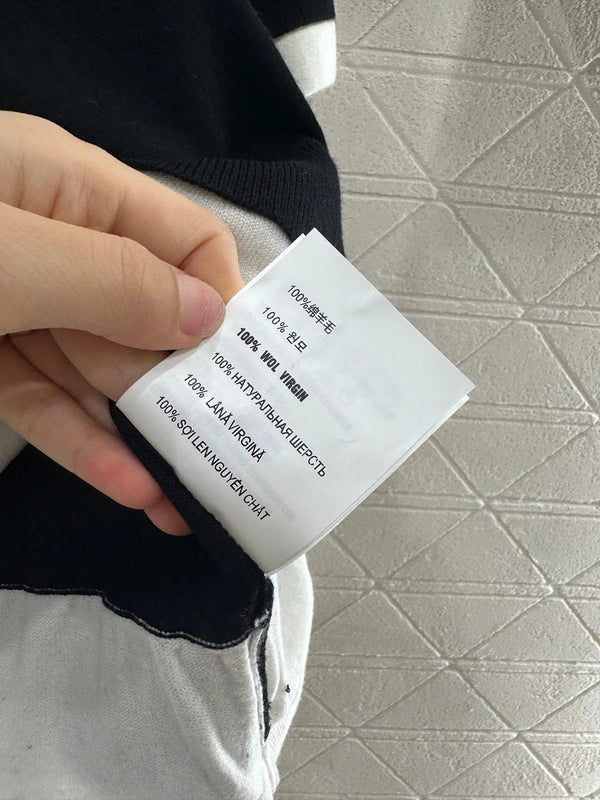 100%绵羊毛
100% 원모
100% WOL VIRGIN
100% НАТУРАЛЬНАЯ ШЕРСТЬ
100% LÂNĂ VIRGINĂ
100% SỢI LEN NGUYÊN CHẤT